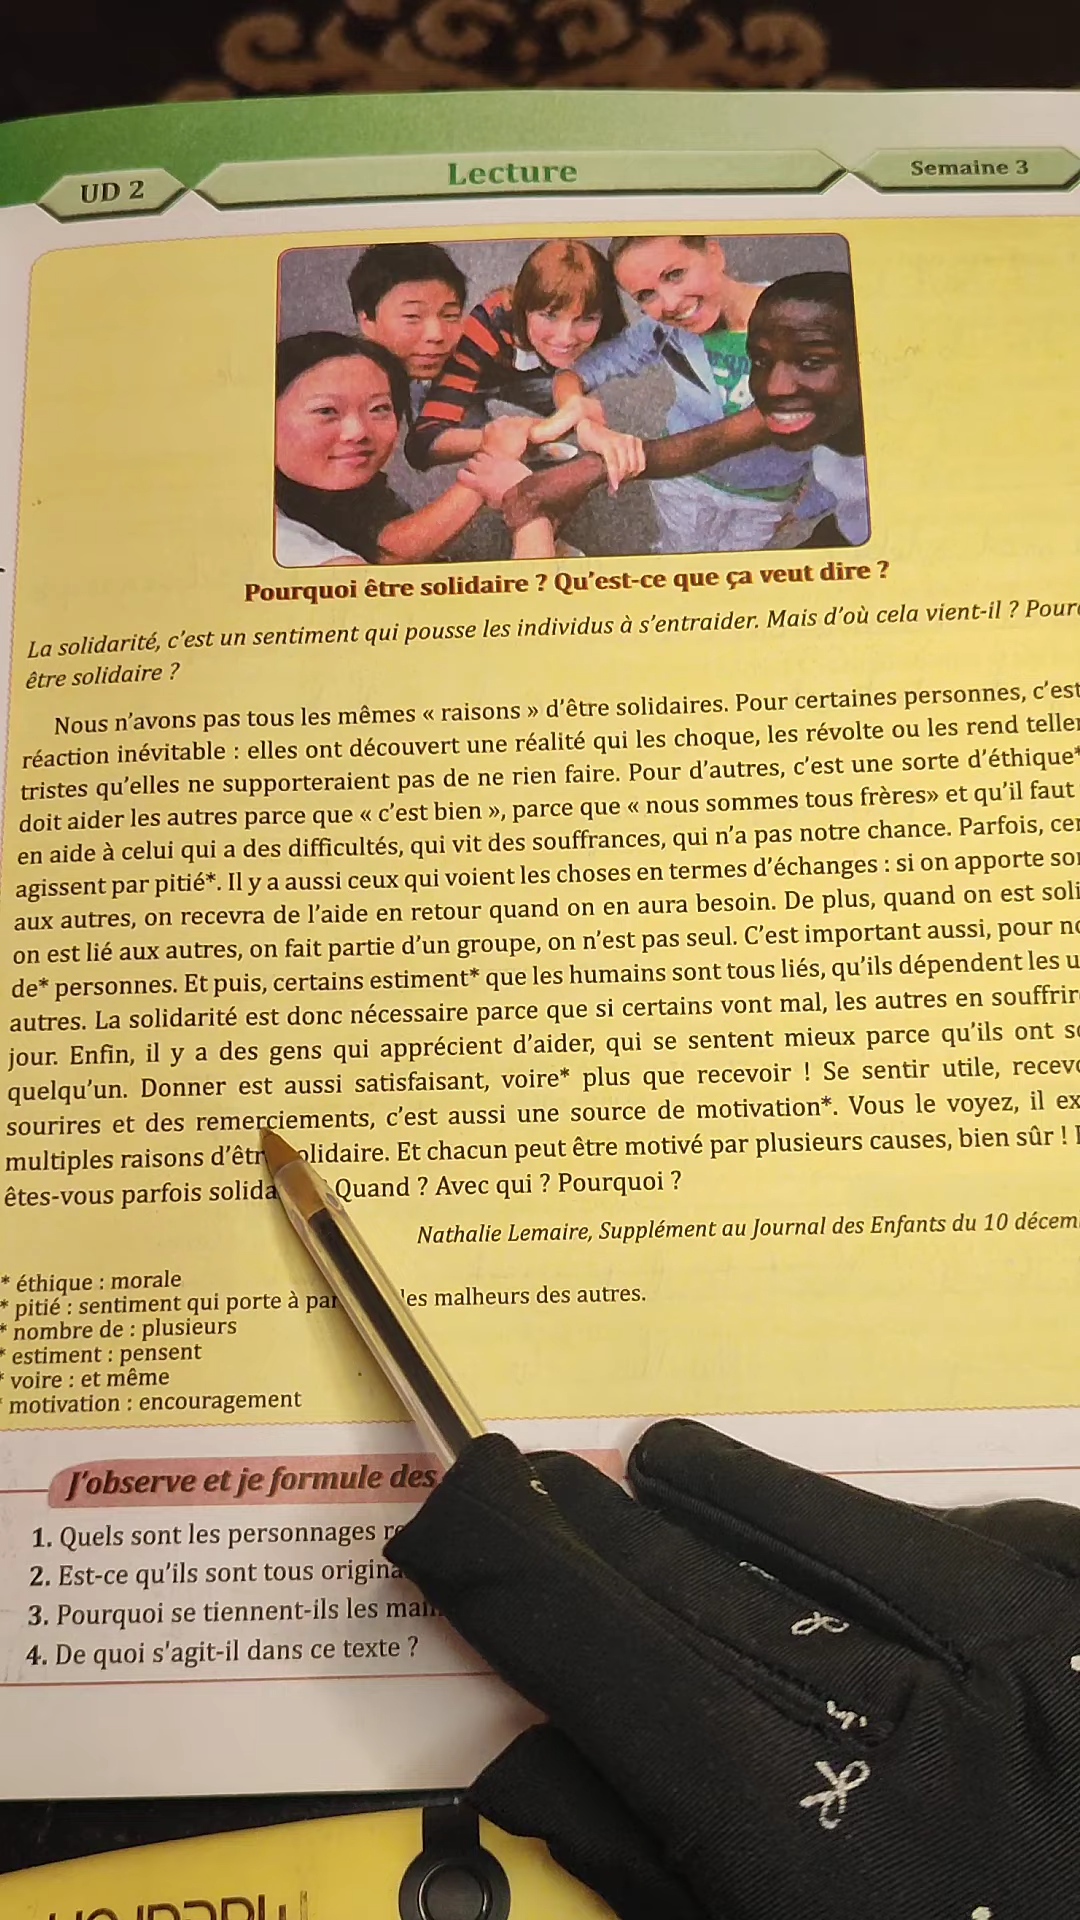 UD 2
Lecture
Semaine 3
Pourquoi être solidaire ? Qu'est-ce que ça veut dire ?
La solidarité, c'est un sentiment qui pousse les individus à s'entraider. Mais d'où cela vient-il ?
être solidaire ?
Nous n'avons pas tous les mêmes « raisons » d'être solidaires. Pour certaines personnes, c'est
réaction inévitable : elles ont découvert une réalité qui les choque, les révolte ou les rend
tristes qu'elles ne supporteraient pas de ne rien faire. Pour d'autres, c'est une sorte d'éthique*
doit aider les autres parce que « c'est bien », parce que « nous sommes tous frères» et qu'il faut
en aide à celui qui a des difficultés, qui vit des souffrances, qui n'a pas notre chance. Parfois,
agissent par pitié*. Il y a aussi ceux qui voient les choses en termes d'échanges : si on apporte
aux autres, on recevra de l'aide en retour quand on en aura besoin. De plus, quand on est
on est lié aux autres, on fait partie d'un groupe, on n'est pas seul. C'est important aussi, pour
de* personnes. Et puis, certains estiment* que les humains sont tous liés, qu'ils dépendent les
autres. La solidarité est donc nécessaire parce que si certains vont mal, les autres en
jour. Enfin, il y a des gens qui apprécient d'aider, qui se sentent mieux parce qu'ils ont
quelqu'un. Donner est aussi satisfaisant, voire* plus que recevoir ! Se sentir utile,
sourires et des remerciements, c'est aussi une source de motivation*. Vous le voyez, il
multiples raisons d'être solidaire. Et chacun peut être motivé par plusieurs causes, bien sûr !
êtes-vous parfois Quand ? Avec qui ? Pourquoi ?
Nathalie Lemaire, Supplément au Journal des Enfants du 10
* éthique : morale
* pitié : sentiment qui porte à les malheurs des autres.
* nombre de : plusieurs
* estiment : pensent
* voire : et même
* motivation : encouragement
J'observe et je formule des
1. Quels sont les personnages
2. Est-ce qu'ils sont tous
3. Pourquoi se tiennent-ils les
4. De quoi s'agit-il dans ce texte ?